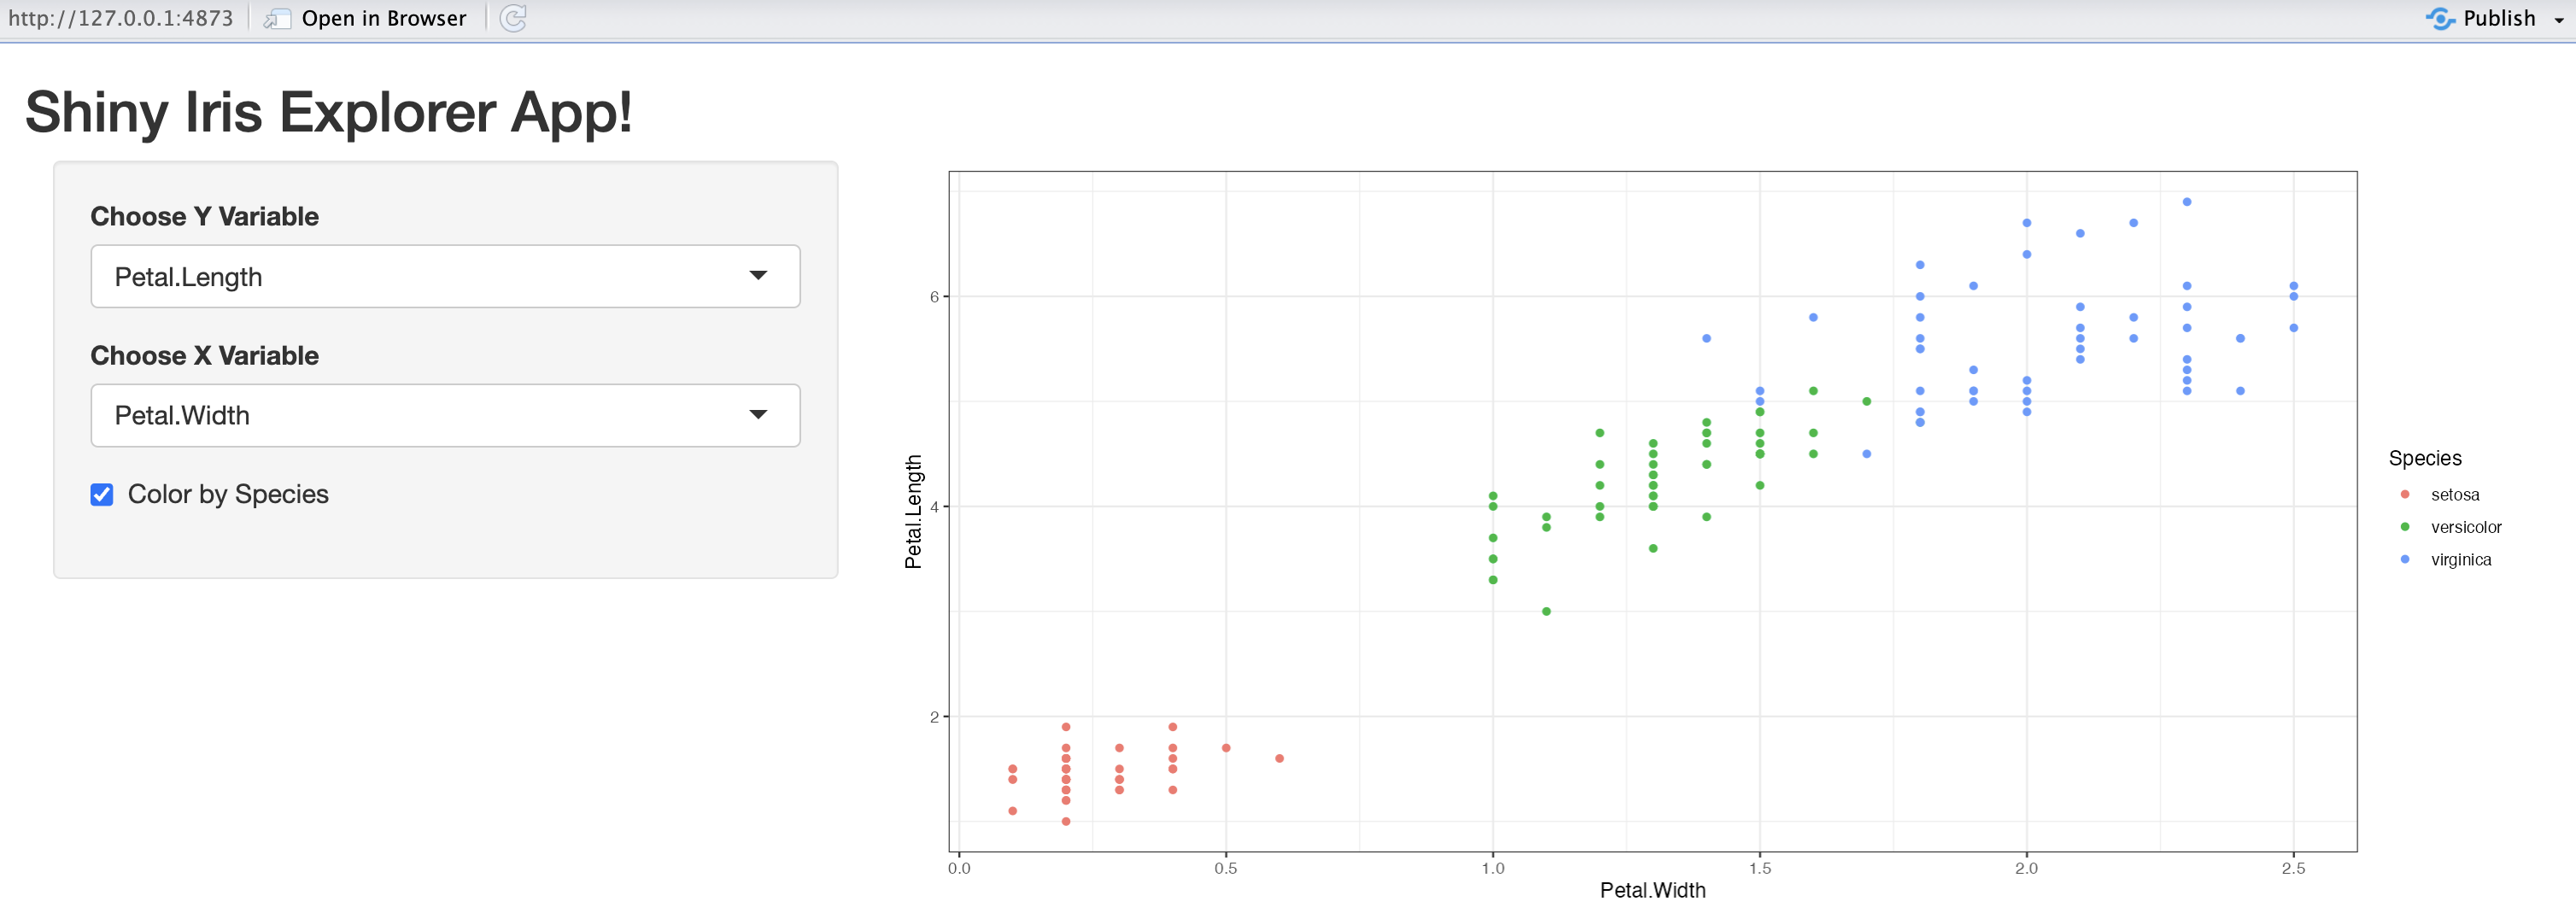 http://127.0.0.1:4873 Open in Browser Publish
Shiny Iris Explorer App!
Choose Y Variable
Petal.Length
Choose X Variable
Petal.Width
Color by Species
Petal.Length
6
4
2
0.0 0.5 1.0 1.5 2.0 2.5
Petal.Width
Species
setosa
versicolor
virginica